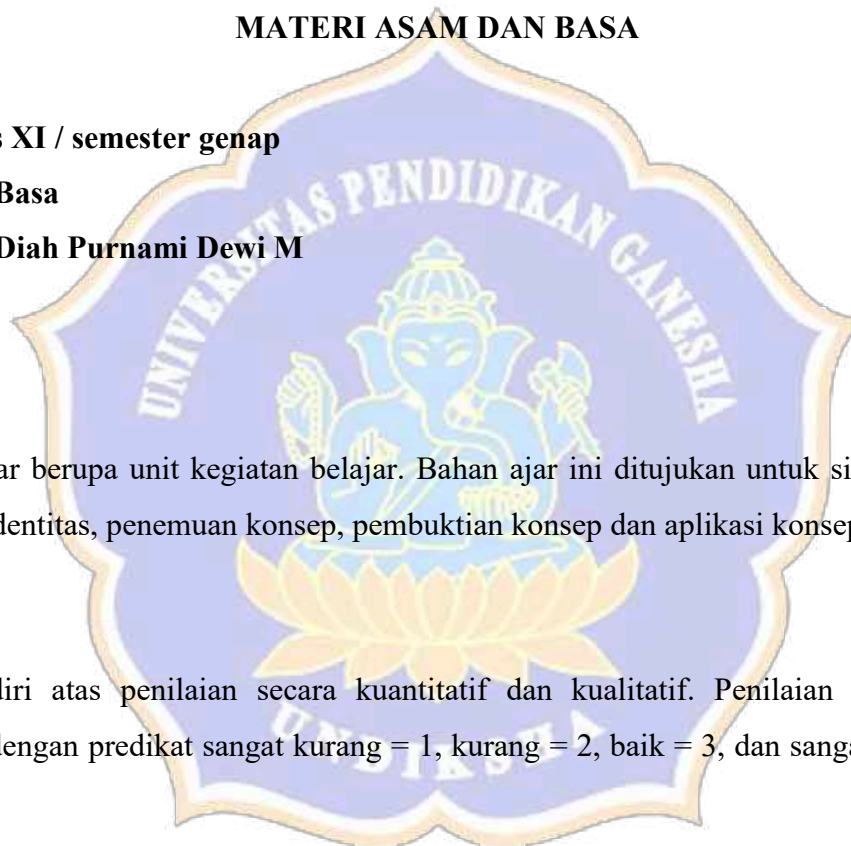 MATERI ASAM DAN BASA
s XI / semester genap
Basa
Diah Purnami Dewi M
UNIVERSITAS PENDIDIKAN GANESHA
ar berupa unit kegiatan belajar. Bahan ajar ini ditujukan untuk si
dentitas, penemuan konsep, pembuktian konsep dan aplikasi konsep
diri atas penilaian secara kuantitatif dan kualitatif. Penilaian
dengan predikat sangat kurang = 1, kurang = 2, baik = 3, dan sanga
UNDIKSHA